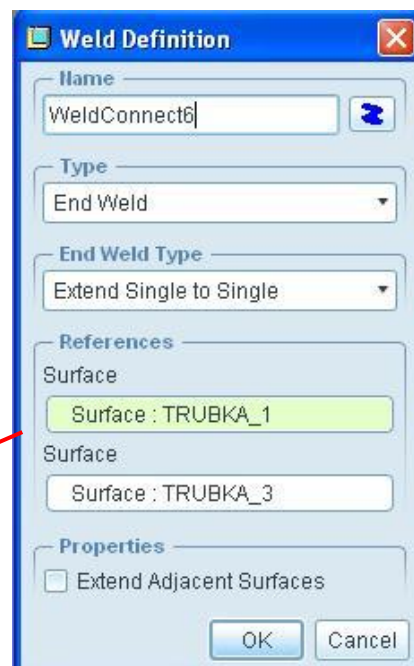 Weld Definition
Name
WeldConnect6
Type
End Weld
End Weld Type
Extend Single to Single
References
Surface
Surface : TRUBKA_1
Surface
Surface : TRUBKA_3
Properties
Extend Adjacent Surfaces
OK Cancel